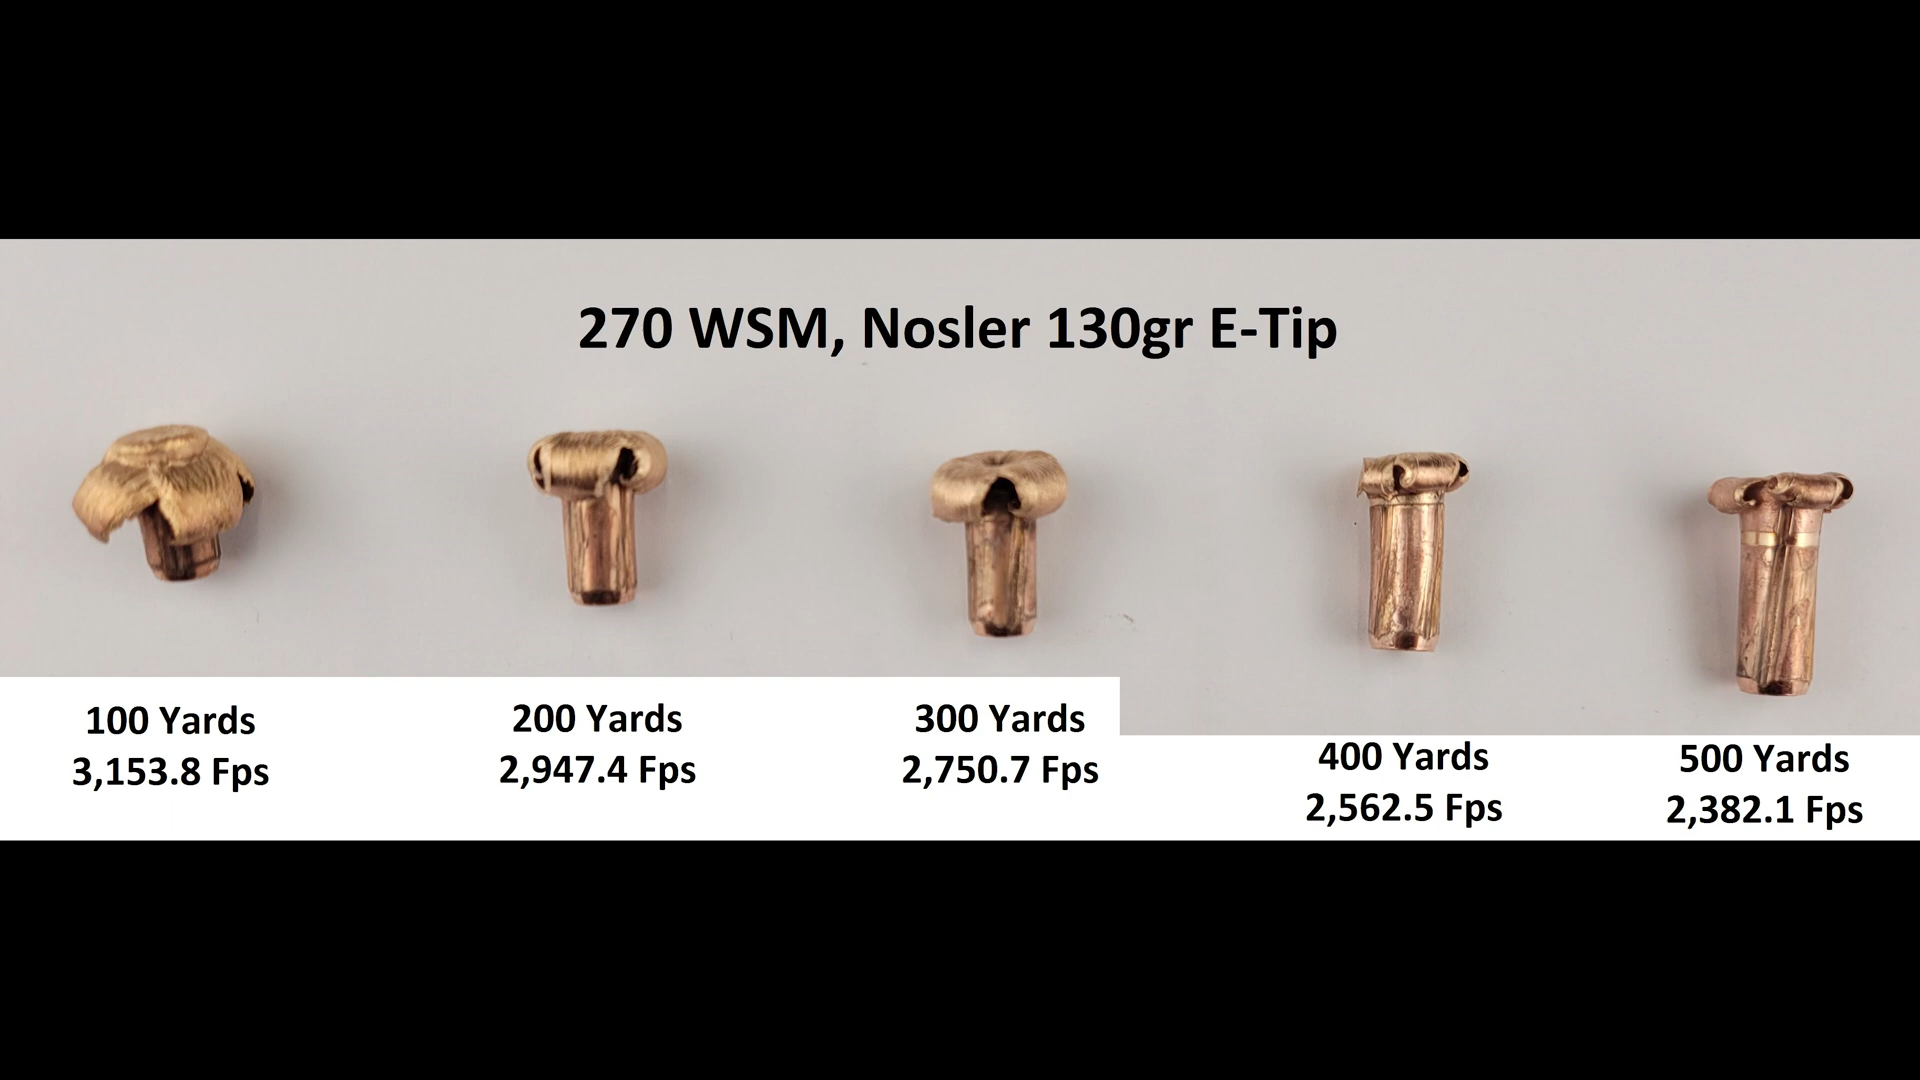 270 WSM, Nosler 130gr E-Tip
100 Yards
3,153.8 Fps
200 Yards
2,947.4 Fps
300 Yards
2,750.7 Fps
400 Yards
2,562.5 Fps
500 Yards
2,382.1 Fps